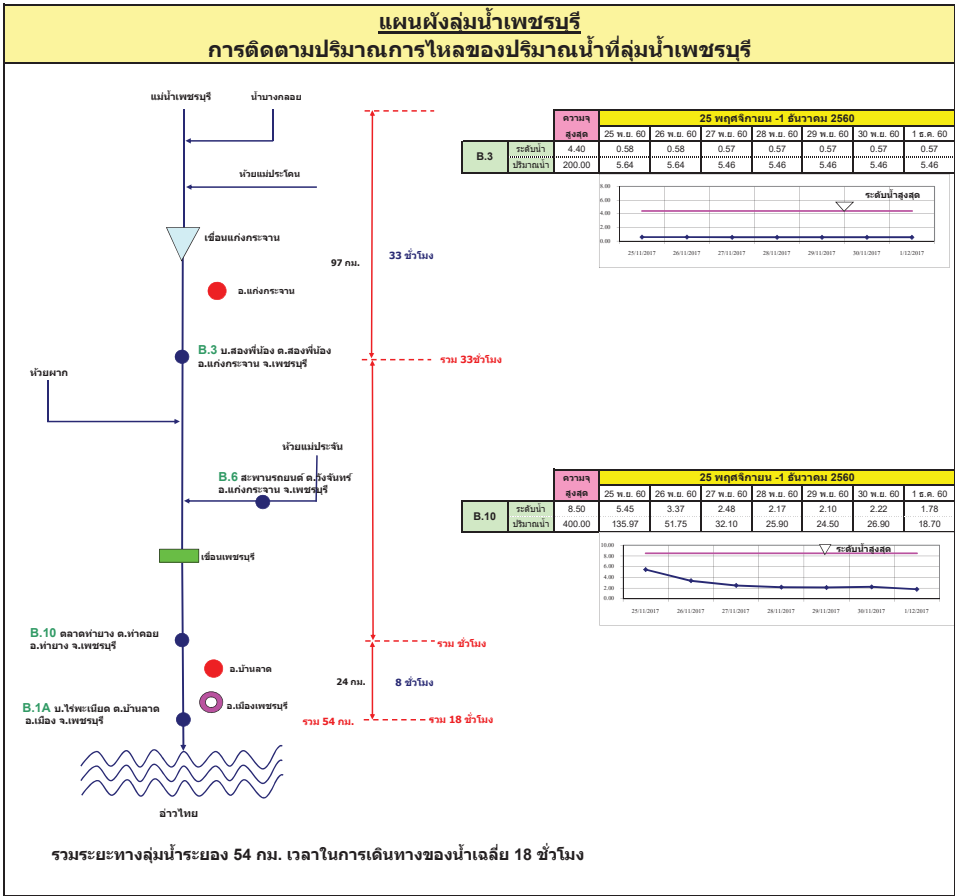 แผนผังลุ่มน้ำเพชรบุรี
การติดตามปริมาณการไหลของปริมาณน้ำที่ลุ่มน้ำเพชรบุรี
แม่น้ำเพชรบุรี
น้ำบางกลอย
ห้วยแม่ประโดน
เขื่อนแก่งกระจาน
97 กม.
33 ชั่วโมง
อ.แก่งกระจาน
B.3 บ.สองพี่น้อง ต.สองพี่น้อง
อ.แก่งกระจาน จ.เพชรบุรี
รวม 33ชั่วโมง
ห้วยผาก
ห้วยแม่ประจัน
B.6 สะพานรถยนต์ ต.วังจันทร์
อ.แก่งกระจาน จ.เพชรบุรี
เขื่อนเพชรบุรี
B.10 ตลาดท่ายาง ต.ท่าคอย
อ.ท่ายาง จ.เพชรบุรี
รวม ชั่วโมง
อ.บ้านลาด
24 กม.
8 ชั่วโมง
อ.เมืองเพชรบุรี
B.1A บ.ไร่พะเนียด ต.บ้านลาด
อ.เมือง จ.เพชรบุรี
รวม 54 กม.
รวม 18 ชั่วโมง
อ่าวไทย
รวมระยะทางลุ่มน้ำระยอง 54 กม. เวลาในการเดินทางของน้ำเฉลี่ย 18 ชั่วโมง
ความจุ 25 พฤศจิกายน -1 ธันวาคม 2560
สูงสุด 25 พ.ย. 60 26 พ.ย. 60 27 พ.ย. 60 28 พ.ย. 60 29 พ.ย. 60 30 พ.ย. 60 1 ธ.ค. 60
B.3
ระดับน้ำ 4.40 0.58 0.58 0.57 0.57 0.57 0.57 0.57
ปริมาณน้ำ 200.00 5.64 5.64 5.46 5.46 5.46 5.46 5.46
ระดับน้ำสูงสุด
8.00
6.00
4.00
2.00
0.00
25/11/2017 26/11/2017 27/11/2017 28/11/2017 29/11/2017 30/11/2017 1/12/2017
ความจุ 25 พฤศจิกายน -1 ธันวาคม 2560
สูงสุด 25 พ.ย. 60 26 พ.ย. 60 27 พ.ย. 60 28 พ.ย. 60 29 พ.ย. 60 30 พ.ย. 60 1 ธ.ค. 60
B.10
ระดับน้ำ 8.50 5.45 3.37 2.48 2.17 2.10 2.22 1.78
ปริมาณน้ำ 400.00 135.97 51.75 32.10 25.90 24.50 26.90 18.70
ระดับน้ำสูงสุด
10.00
8.00
6.00
4.00
2.00
0.00
25/11/2017 26/11/2017 27/11/2017 28/11/2017 29/11/2017 30/11/2017 1/12/2017